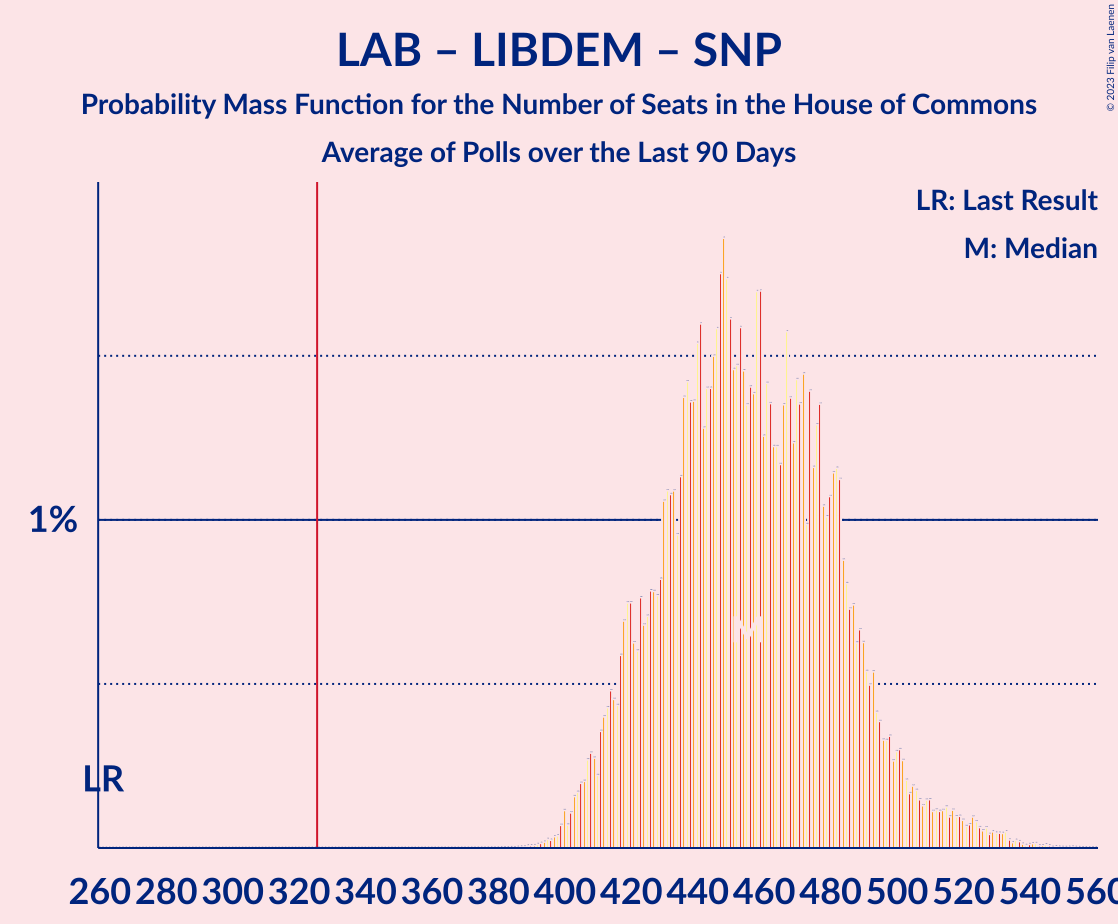 LAB – LIBDEM – SNP
Probability Mass Function for the Number of Seats in the House of Commons
Average of Polls over the Last 90 Days
© 2023 Filip van Laenen
LR: Last Result
M: Median
1%
M
LR
260 280 300 320 340 360 380 400 420 440 460 480 500 520 540 560